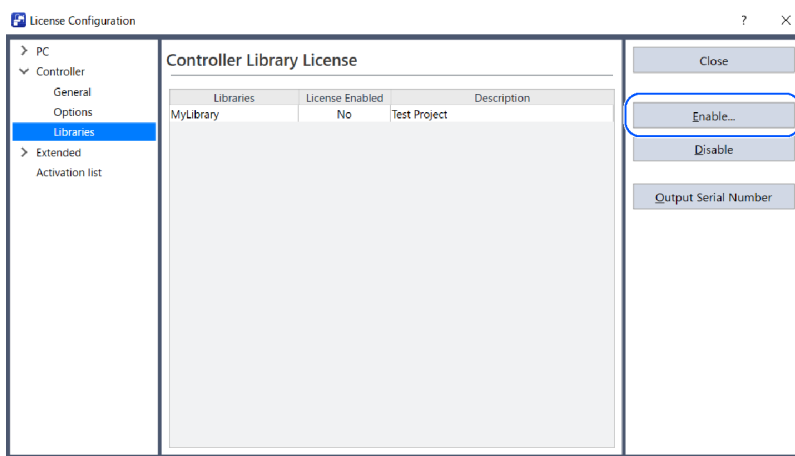 License Configuration
?
PC
Controller
General
Options
Libraries
Extended
Activation list
Controller Library License
Libraries License Enabled Description
MyLibrary No Test Project
Close
Enable...
Disable
Output Serial Number